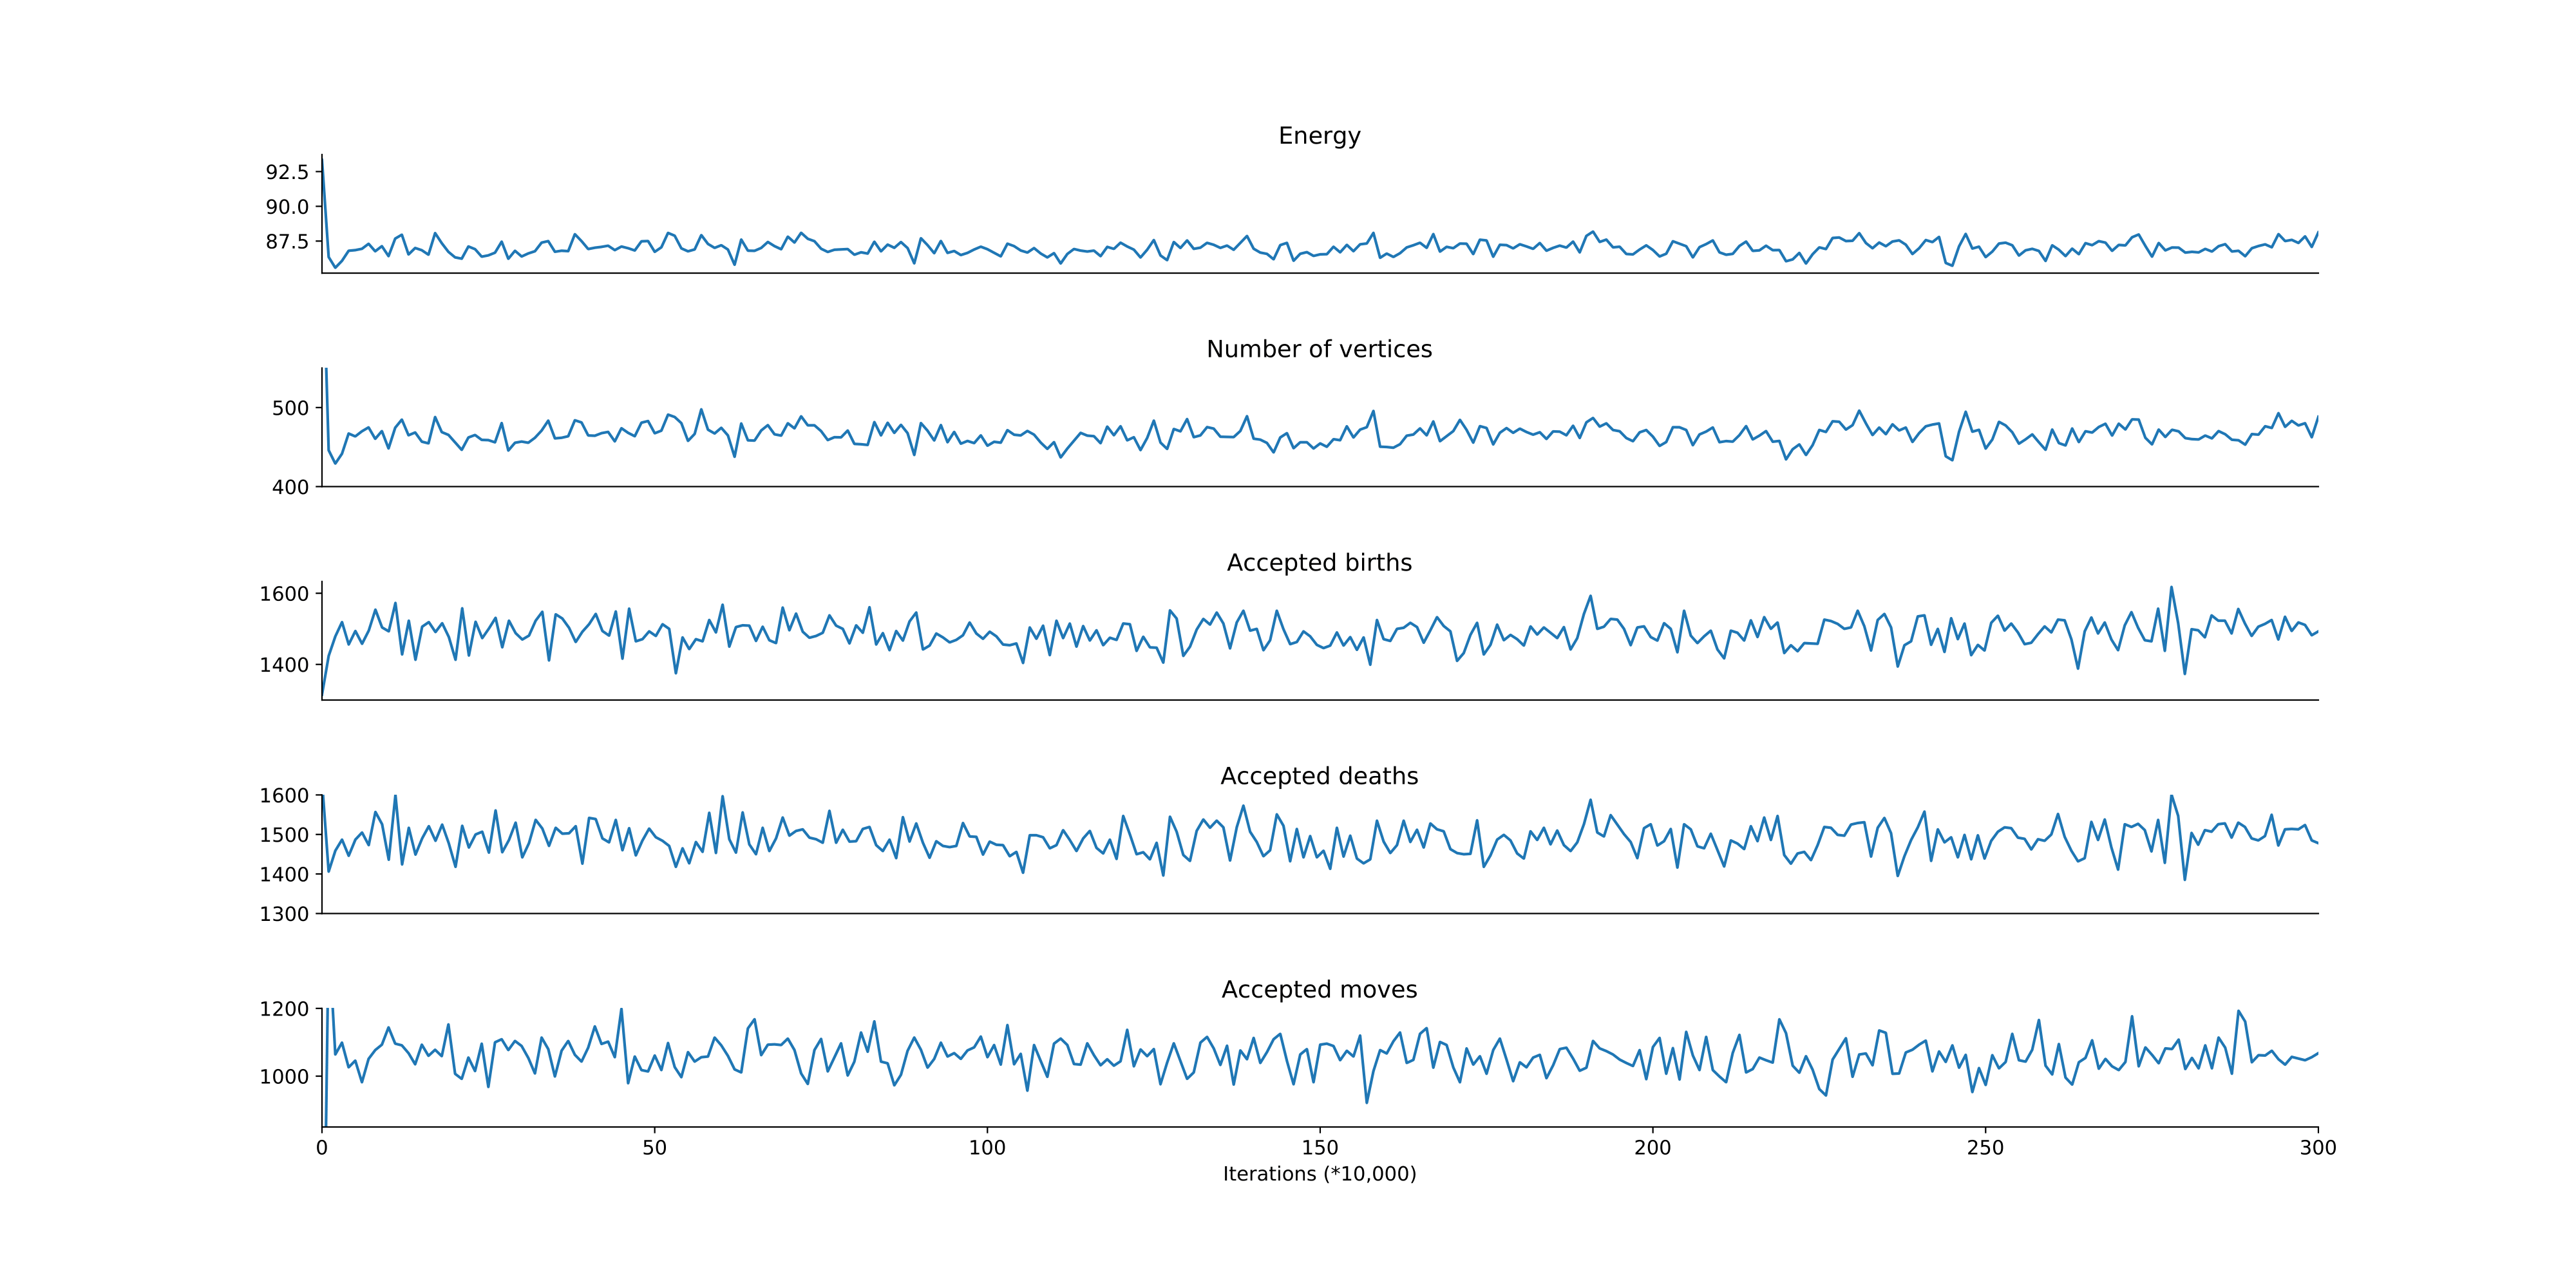 Energy
92.5
90.0
87.5
Number of vertices
500
400
Accepted births
1600
1400
Accepted deaths
1600
1500
1400
1300
Accepted moves
1200
1000
0 50 100 150 200 250 300
Iterations (*10,000)